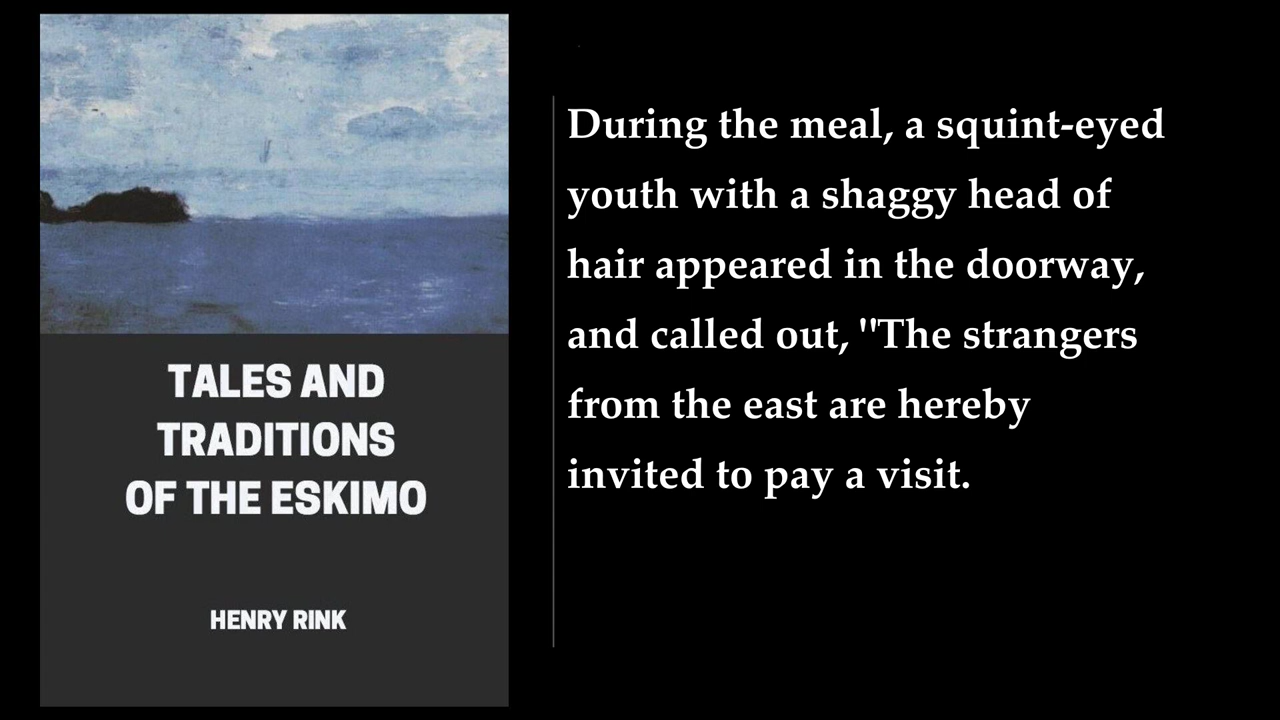 TALES AND
TRADITIONS
OF THE ESKIMO
HENRY RINK
During the meal, a squint-eyed
youth with a shaggy head of
hair appeared in the doorway,
and called out, "The strangers
from the east are hereby
invited to pay a visit.